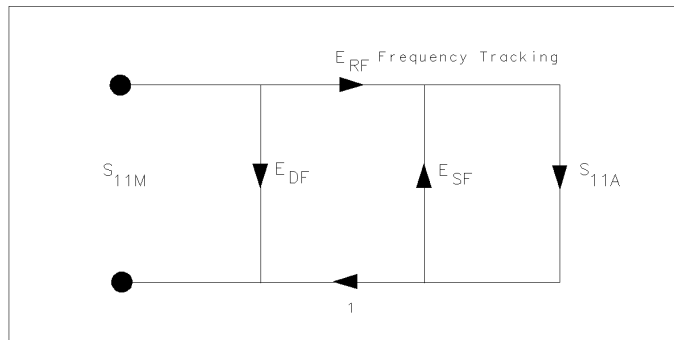 E_RF Frequency Tracking
S_11M
E_DF
E_SF
S_11A
1